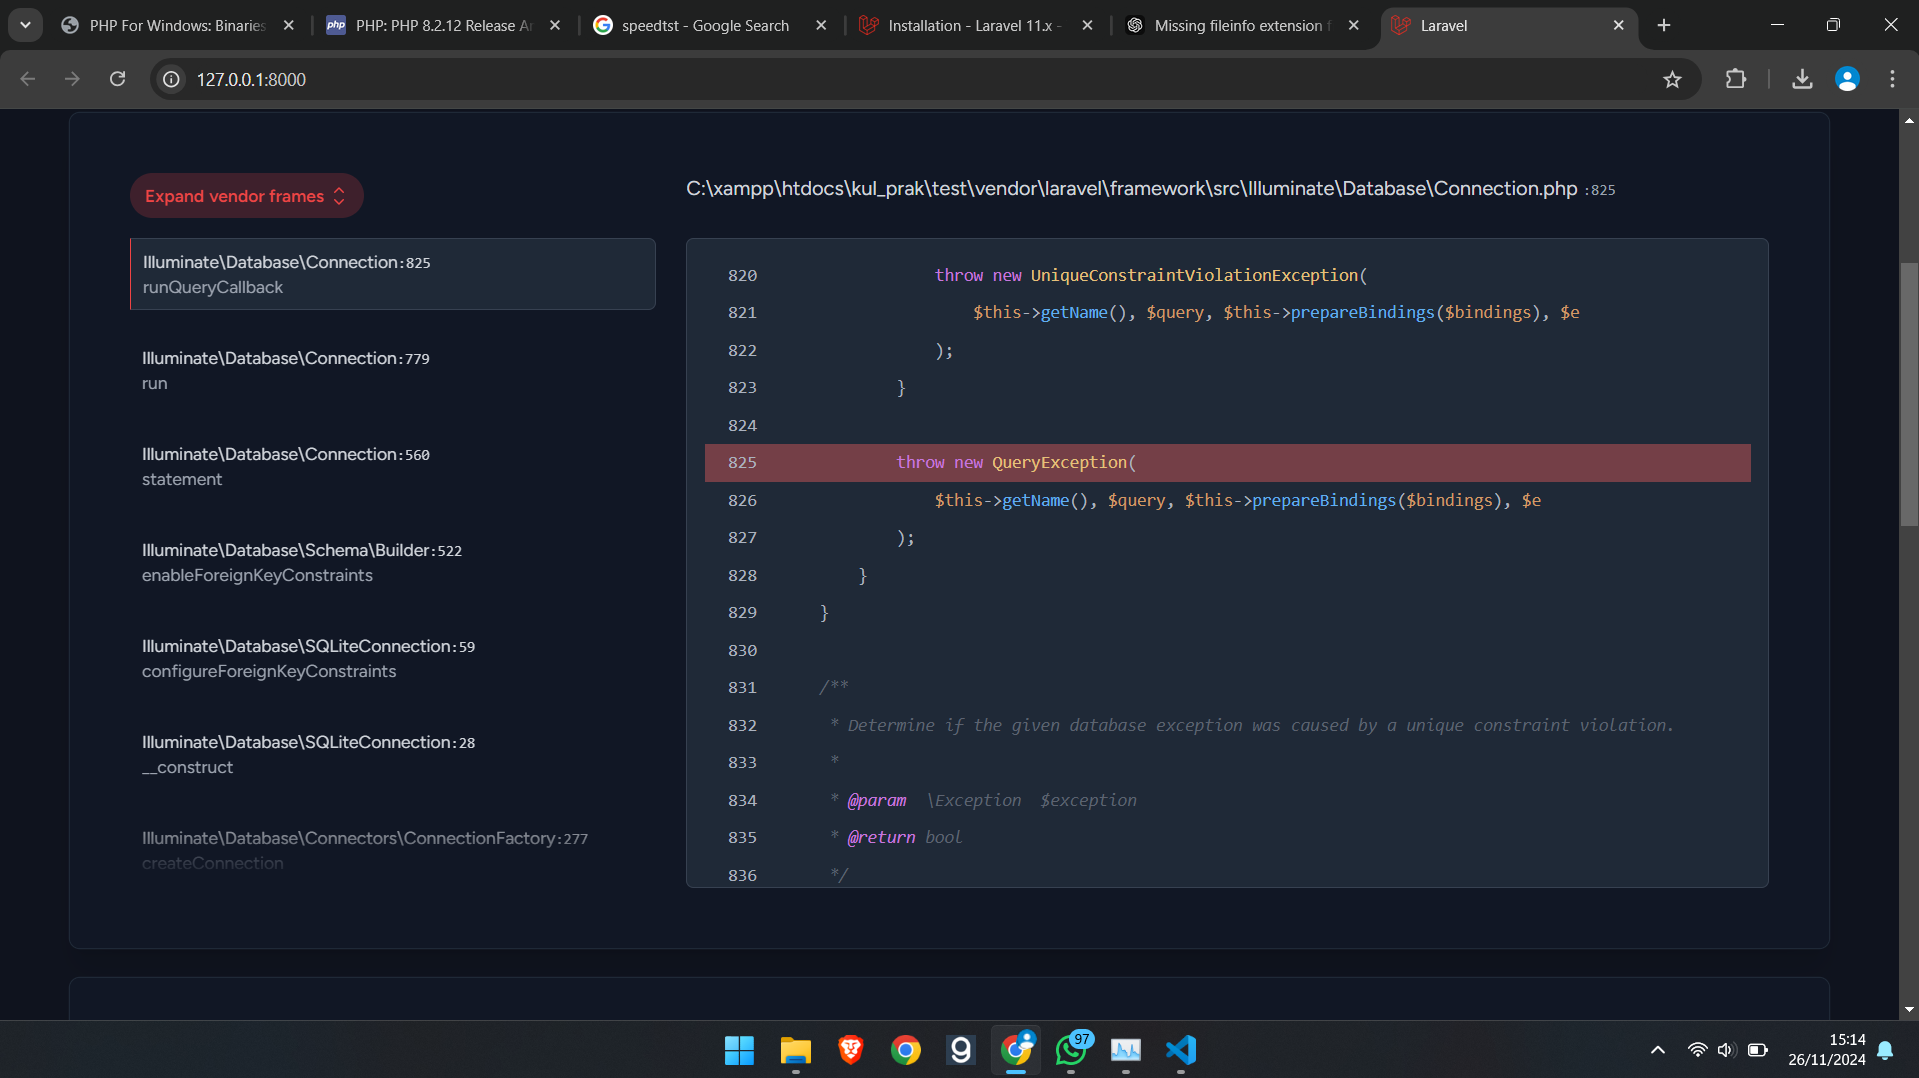 PHP For Windows: Binaries
PHP: PHP 8.2.12 Release Ar
speedtst - Google Search
Installation - Laravel 11.x -
Missing fileinfo extension f
Laravel
127.0.0.1:8000
Expand vendor frames
C:\xampp\htdocs\kul_prak\test\vendor\laravel\framework\src\Illuminate\Database\Connection.php :825
Illuminate\Database\Connection:825
runQueryCallback
Illuminate\Database\Connection:779
run
Illuminate\Database\Connection:560
statement
Illuminate\Database\Schema\Builder:522
enableForeignKeyConstraints
Illuminate\Database\SQLiteConnection:59
configureForeignKeyConstraints
Illuminate\Database\SQLiteConnection:28
__construct
Illuminate\Database\Connectors\ConnectionFactory:277
createConnection
820 throw new UniqueConstraintViolationException(
821 $this->getName(), $query, $this->prepareBindings($bindings), $e
822 );
823 }
824
825 throw new QueryException(
826 $this->getName(), $query, $this->prepareBindings($bindings), $e
827 );
828 }
829 }
830
831 /**
832 * Determine if the given database exception was caused by a unique constraint violation.
833 *
834 * @param \Exception $exception
835 * @return bool
836 */
97
15:14
26/11/2024